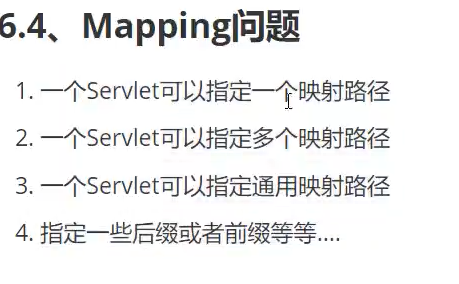 6.4、Mapping问题
1. 一个Servlet可以指定一个映射路径
2. 一个Servlet可以指定多个映射路径
3. 一个Servlet可以指定通用映射路径
4. 指定一些后缀或者前缀等等....